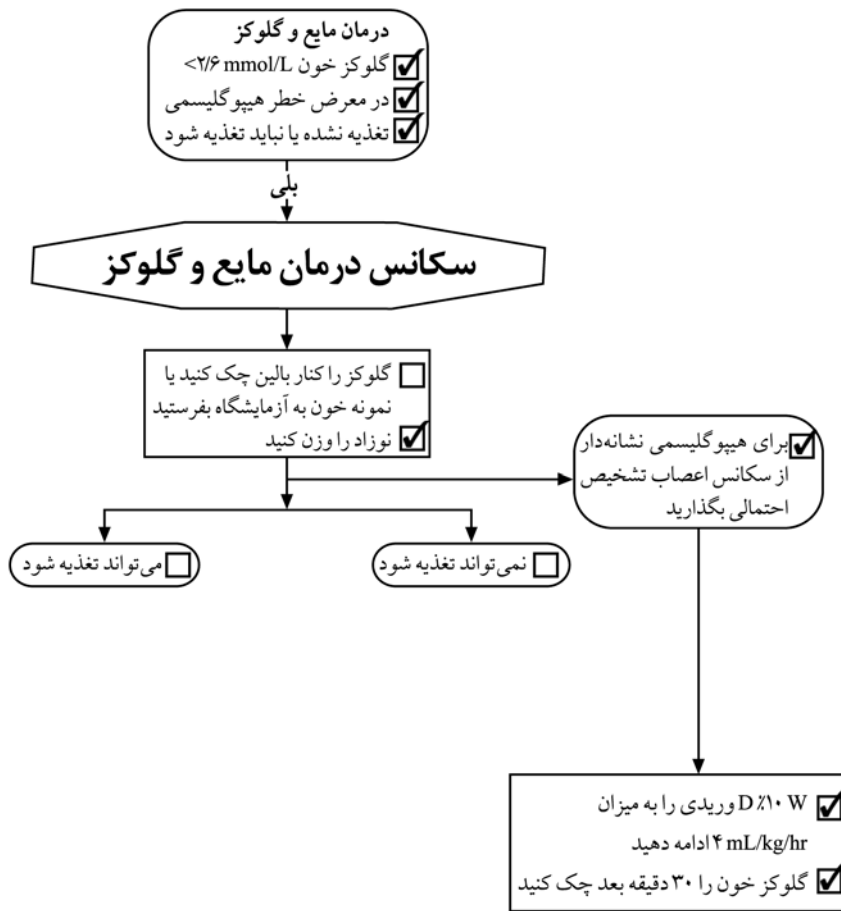 درمان مایع و گلوکز
گلوکز خون ۲/۶ mmol/L>
در معرض خطر هیپوگلیسمی
تغذیه نشده یا نباید تغذیه شود
بلی
سکانس درمان مایع و گلوکز
گلوکز را کنار بالین چک کنید یا
نمونه خون به آزمایشگاه بفرستید
نوزاد را وزن کنید
برای هیپوگلیسمی نشانه‌دار
از سکانس اعصاب تشخیص
احتمالی بگذارید
نمی‌تواند تغذیه شود
می‌تواند تغذیه شود
D٪۱۰ W وریدی را به میزان
۴ mL/kg/hr ادامه دهید
گلوکز خون را ۳۰ دقیقه بعد چک کنید